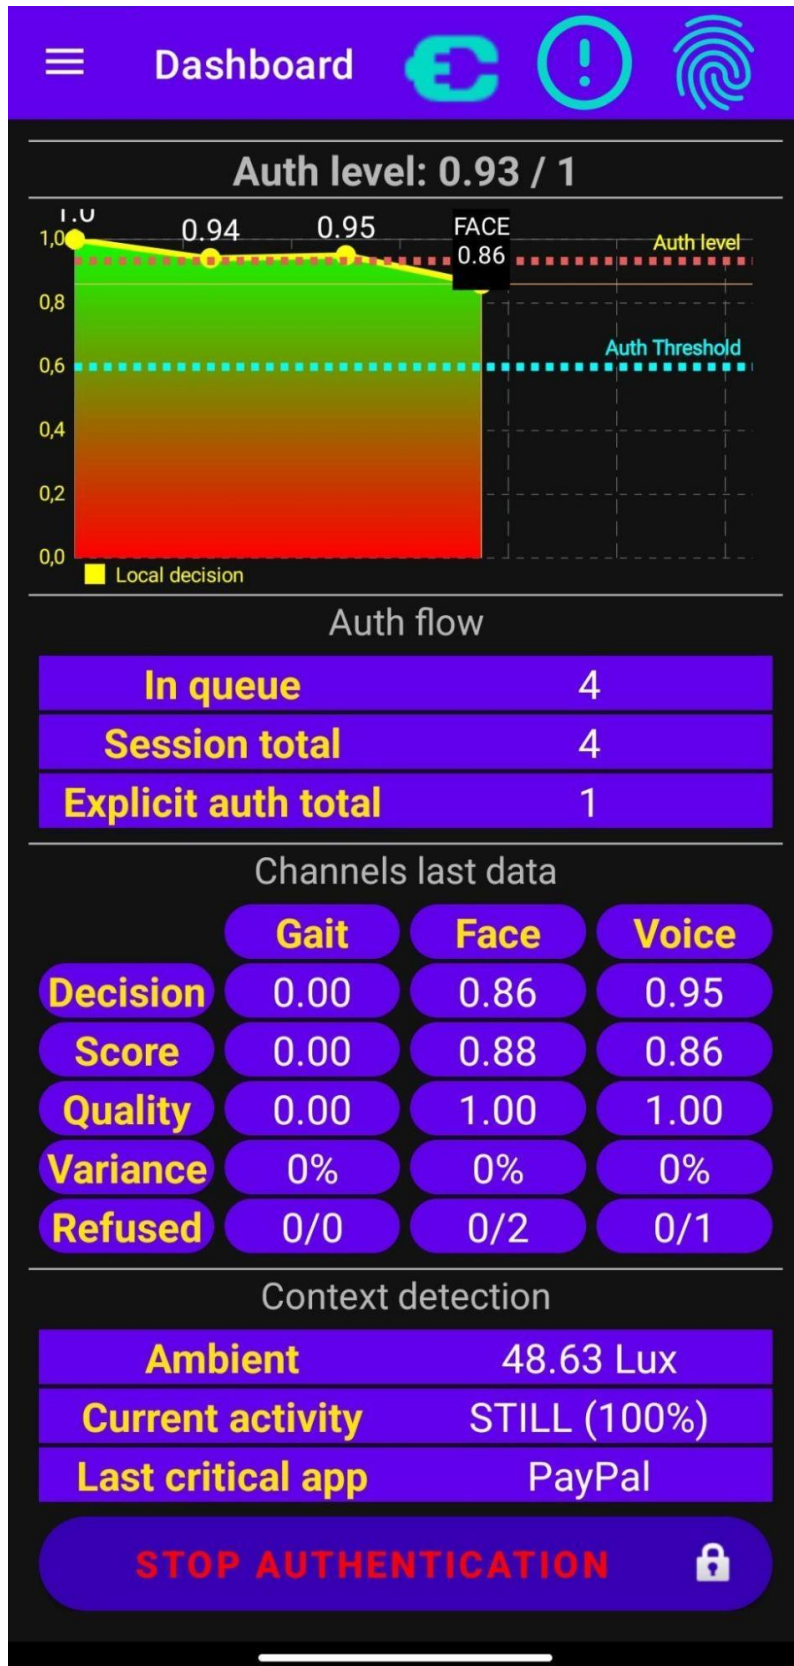 Dashboard
Auth level: 0.93 / 1
1.0 0.94 0.95 FACE
0.86
1,0 Auth level
0,8
Auth Threshold
0,6
0,4
0,2
0,0
Local decision
Auth flow
In queue 4
Session total 4
Explicit auth total 1
Channels last data
Gait Face Voice
Decision 0.00 0.86 0.95
Score 0.00 0.88 0.86
Quality 0.00 1.00 1.00
Variance 0% 0% 0%
Refused 0/0 0/2 0/1
Context detection
Ambient 48.63 Lux
Current activity STILL (100%)
Last critical app PayPal
STOP AUTHENTICATION